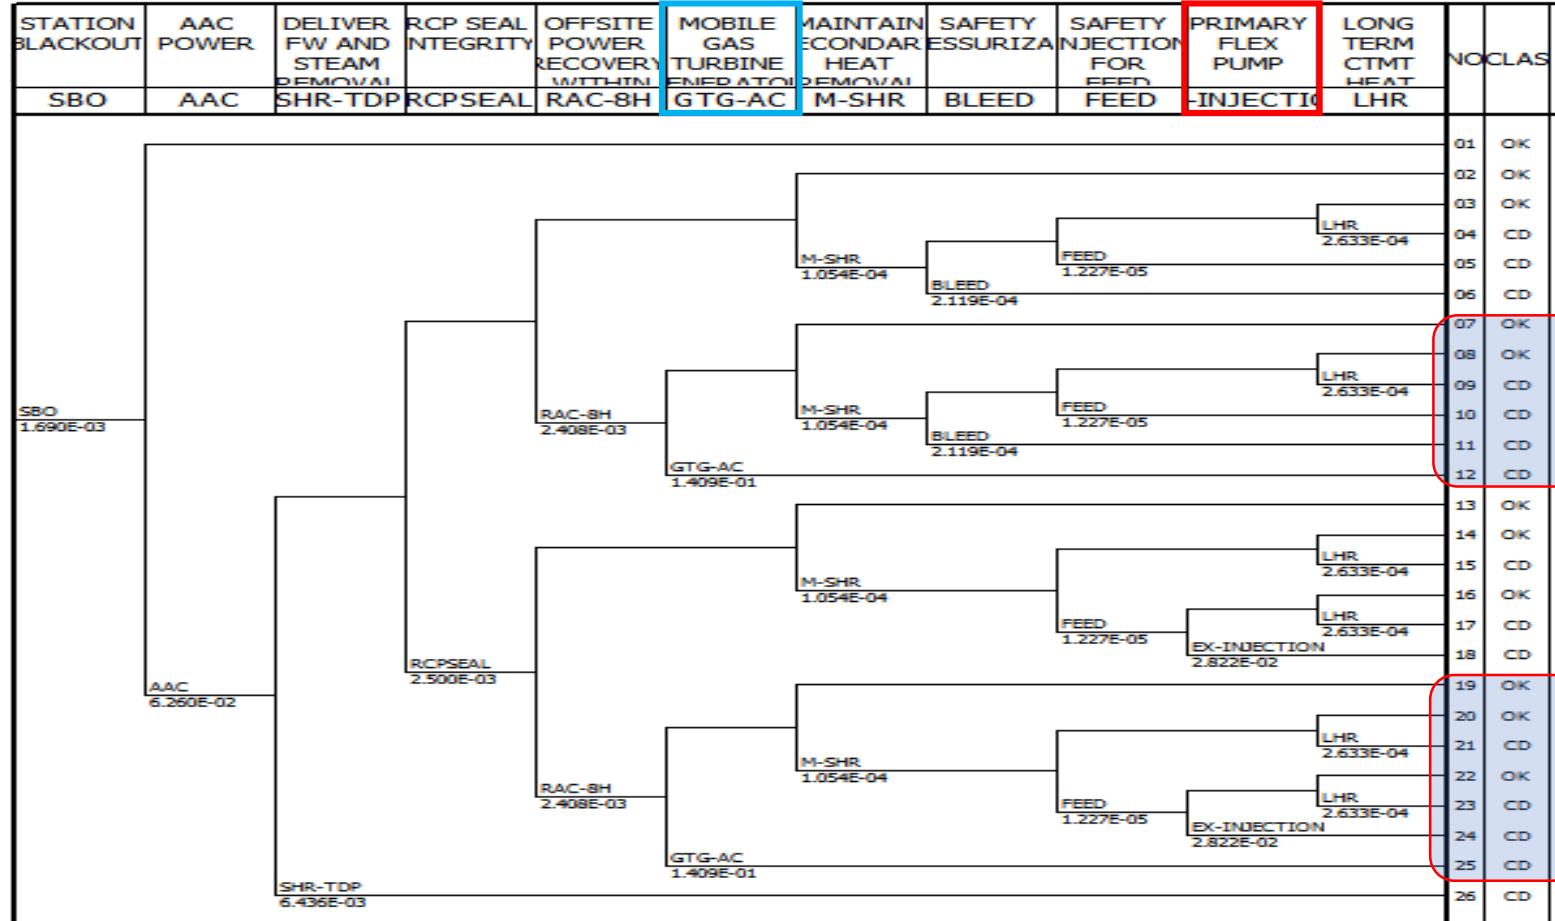 STATION
BLACKOUT
AAC
POWER
DELIVER
FW AND
STEAM
REMOVAL
RCP SEAL
INTEGRITY
OFFSITE
POWER
RECOVERY
WITHIN
MOBILE
GAS
TURBINE
ENERATO
MAINTAIN
ECONDAR
HEAT
REMOVAL
SAFETY
ESSURIZA
SAFETY
NJECTION
FOR
FEED
PRIMARY
FLEX
PUMP
LONG
TERM
CTMT
HEAT
NO
CLAS
SBO
AAC
SHR-TDP
RCPSEAL
RAC-8H
GTG-AC
M-SHR
BLEED
FEED
-INJECTIO
LHR
01 OK
02 OK
03 OK
LHR
2.633E-04
04 CD
M-SHR
1.054E-04
FEED
1.227E-05
05 CD
BLEED
2.119E-04
06 CD
07 OK
08 OK
LHR
2.633E-04
09 CD
SBO
1.690E-03
RAC-8H
2.408E-03
M-SHR
1.054E-04
FEED
1.227E-05
10 CD
BLEED
2.119E-04
11 CD
GTG-AC
1.409E-01
12 CD
13 OK
14 OK
LHR
2.633E-04
15 CD
M-SHR
1.054E-04
16 OK
LHR
2.633E-04
17 CD
FEED
1.227E-05
EX-INJECTION
2.822E-02
18 CD
RCPSEAL
2.500E-03
AAC
6.260E-02
19 OK
20 OK
LHR
2.633E-04
21 CD
M-SHR
1.054E-04
22 OK
LHR
2.633E-04
23 CD
RAC-8H
2.408E-03
FEED
1.227E-05
EX-INJECTION
2.822E-02
24 CD
GTG-AC
1.409E-01
25 CD
SHR-TDP
6.436E-03
26 CD